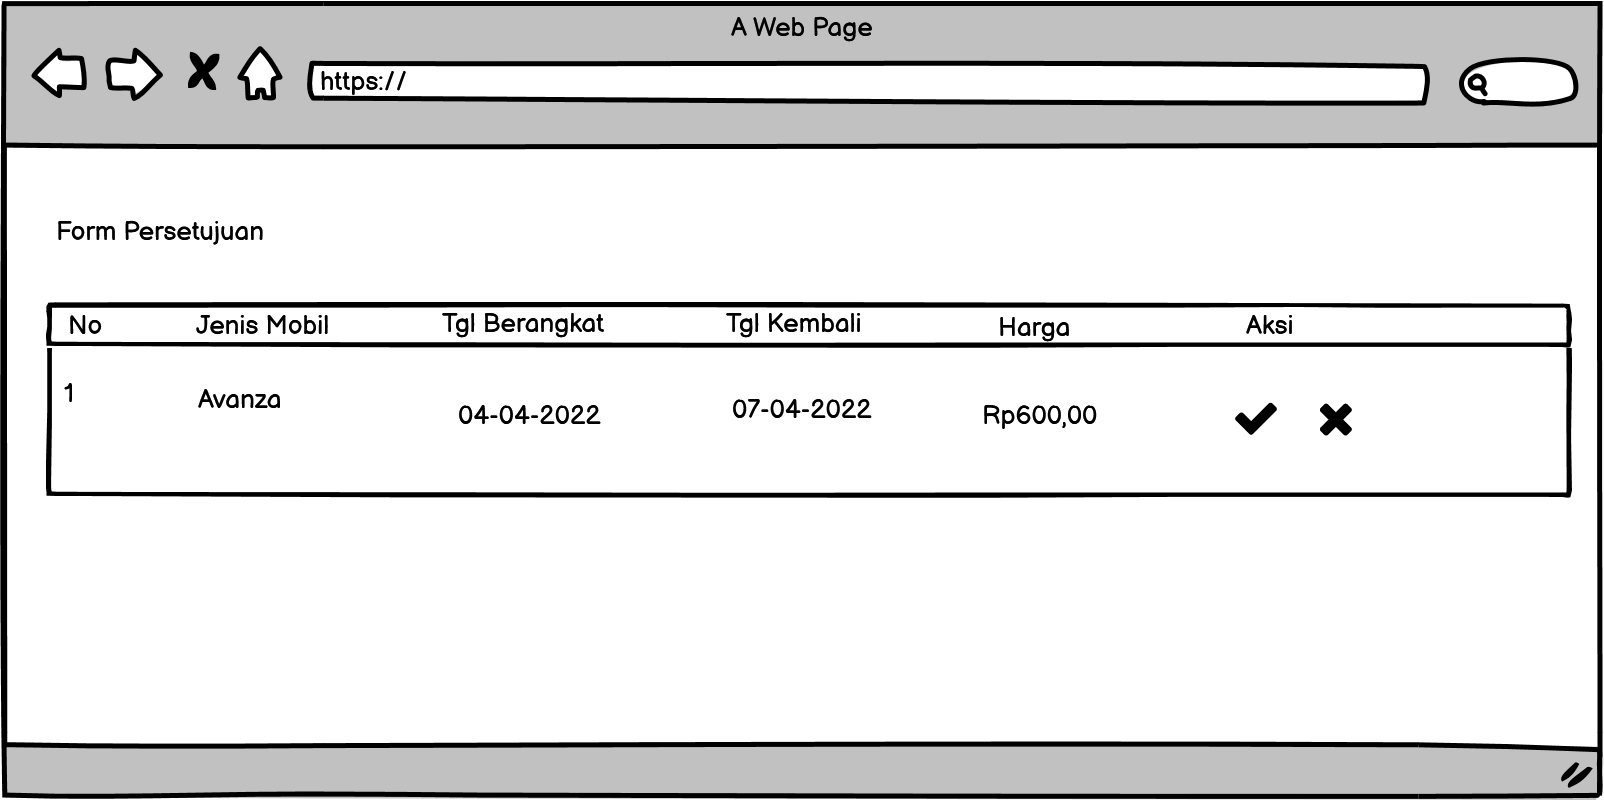 A Web Page
https://
Form Persetujuan
No Jenis Mobil Tgl Berangkat Tgl Kembali Harga Aksi
1 Avanza 04-04-2022 07-04-2022 Rp600,00